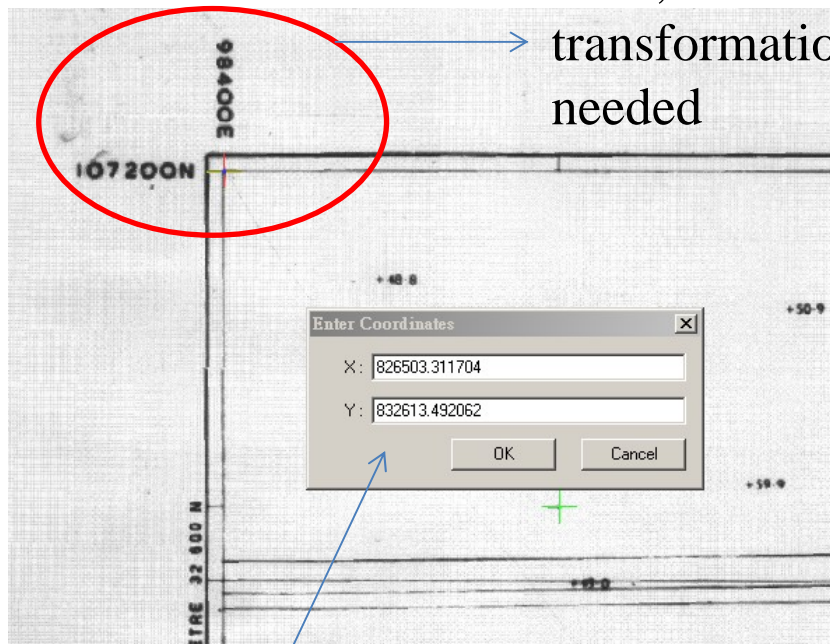 transformatio
needed
98400E
107200N
+ 48·8
+50·9
Enter Coordinates
X: 826503.311704
Y: 832613.492062
OK Cancel
+59·9
ETRE 32 600 N